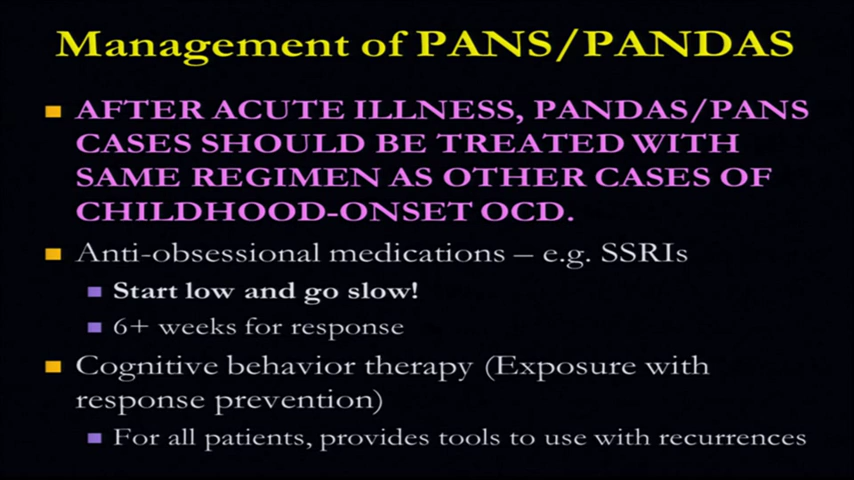 Management of PANS/PANDAS
AFTER ACUTE ILLNESS, PANDAS/PANS
CASES SHOULD BE TREATED WITH
SAME REGIMEN AS OTHER CASES OF
CHILDHOOD-ONSET OCD.
Anti-obsessional medications – e.g. SSRIs
Start low and go slow!
6+ weeks for response
Cognitive behavior therapy (Exposure with
response prevention)
For all patients, provides tools to use with recurrences